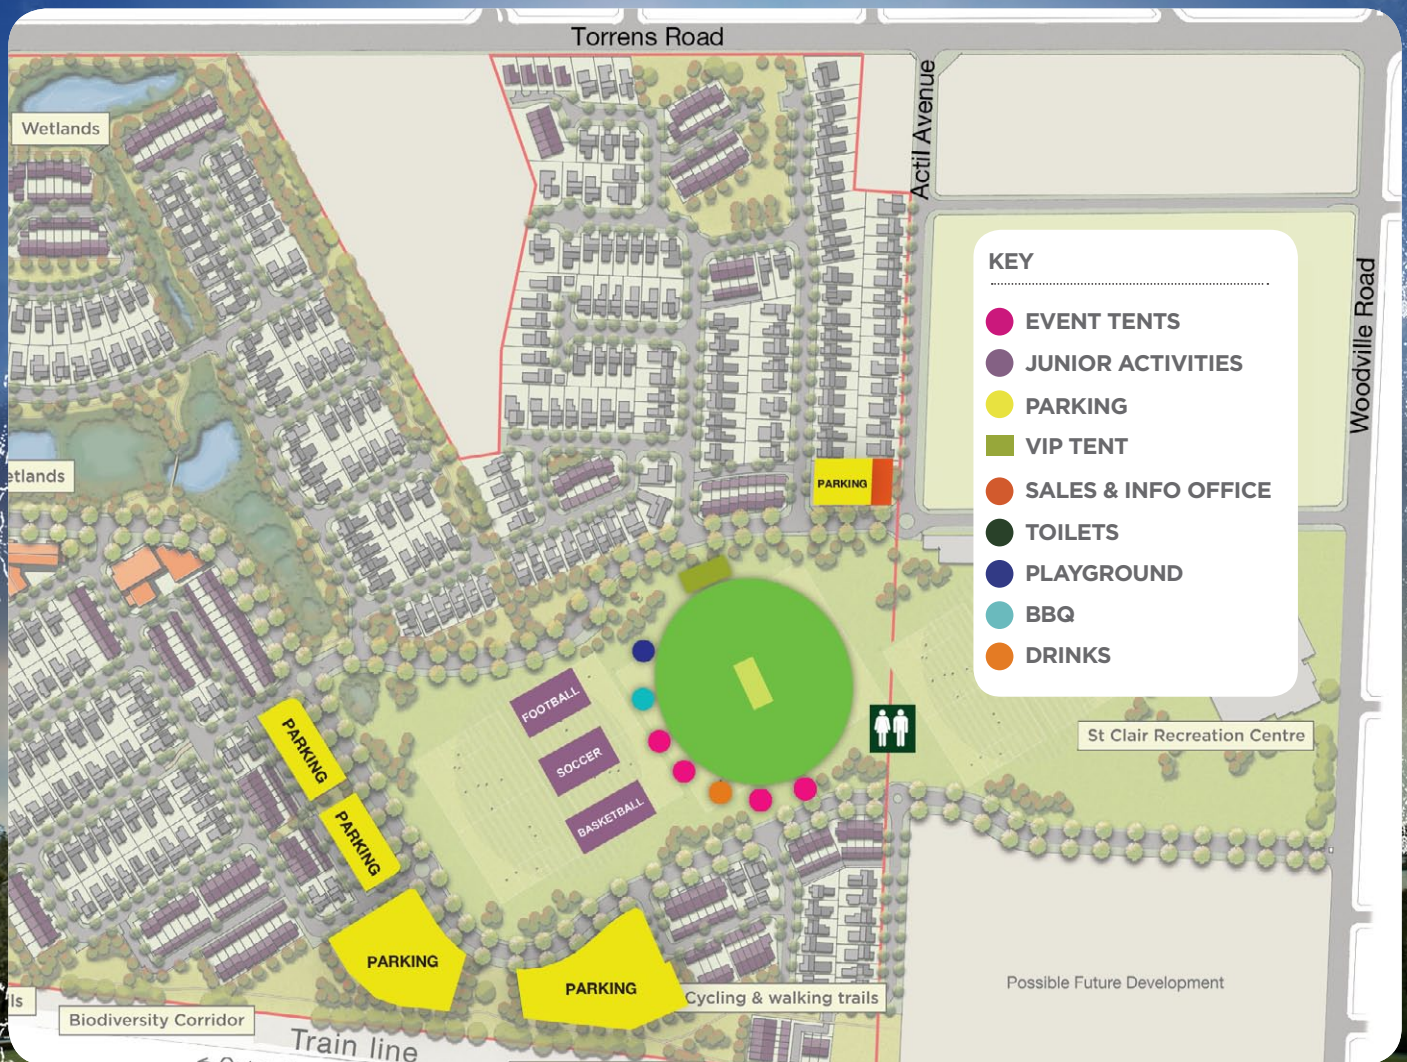 Torrens Road
Actil Avenue
Woodville Road
Wetlands
etlands
KEY
EVENT TENTS
JUNIOR ACTIVITIES
PARKING
VIP TENT
SALES & INFO OFFICE
TOILETS
PLAYGROUND
BBQ
DRINKS
PARKING
FOOTBALL
SOCCER
BASKETBALL
PARKING
PARKING
PARKING
PARKING
St Clair Recreation Centre
Possible Future Development
Cycling & walking trails
ls
Biodiversity Corridor
Train line